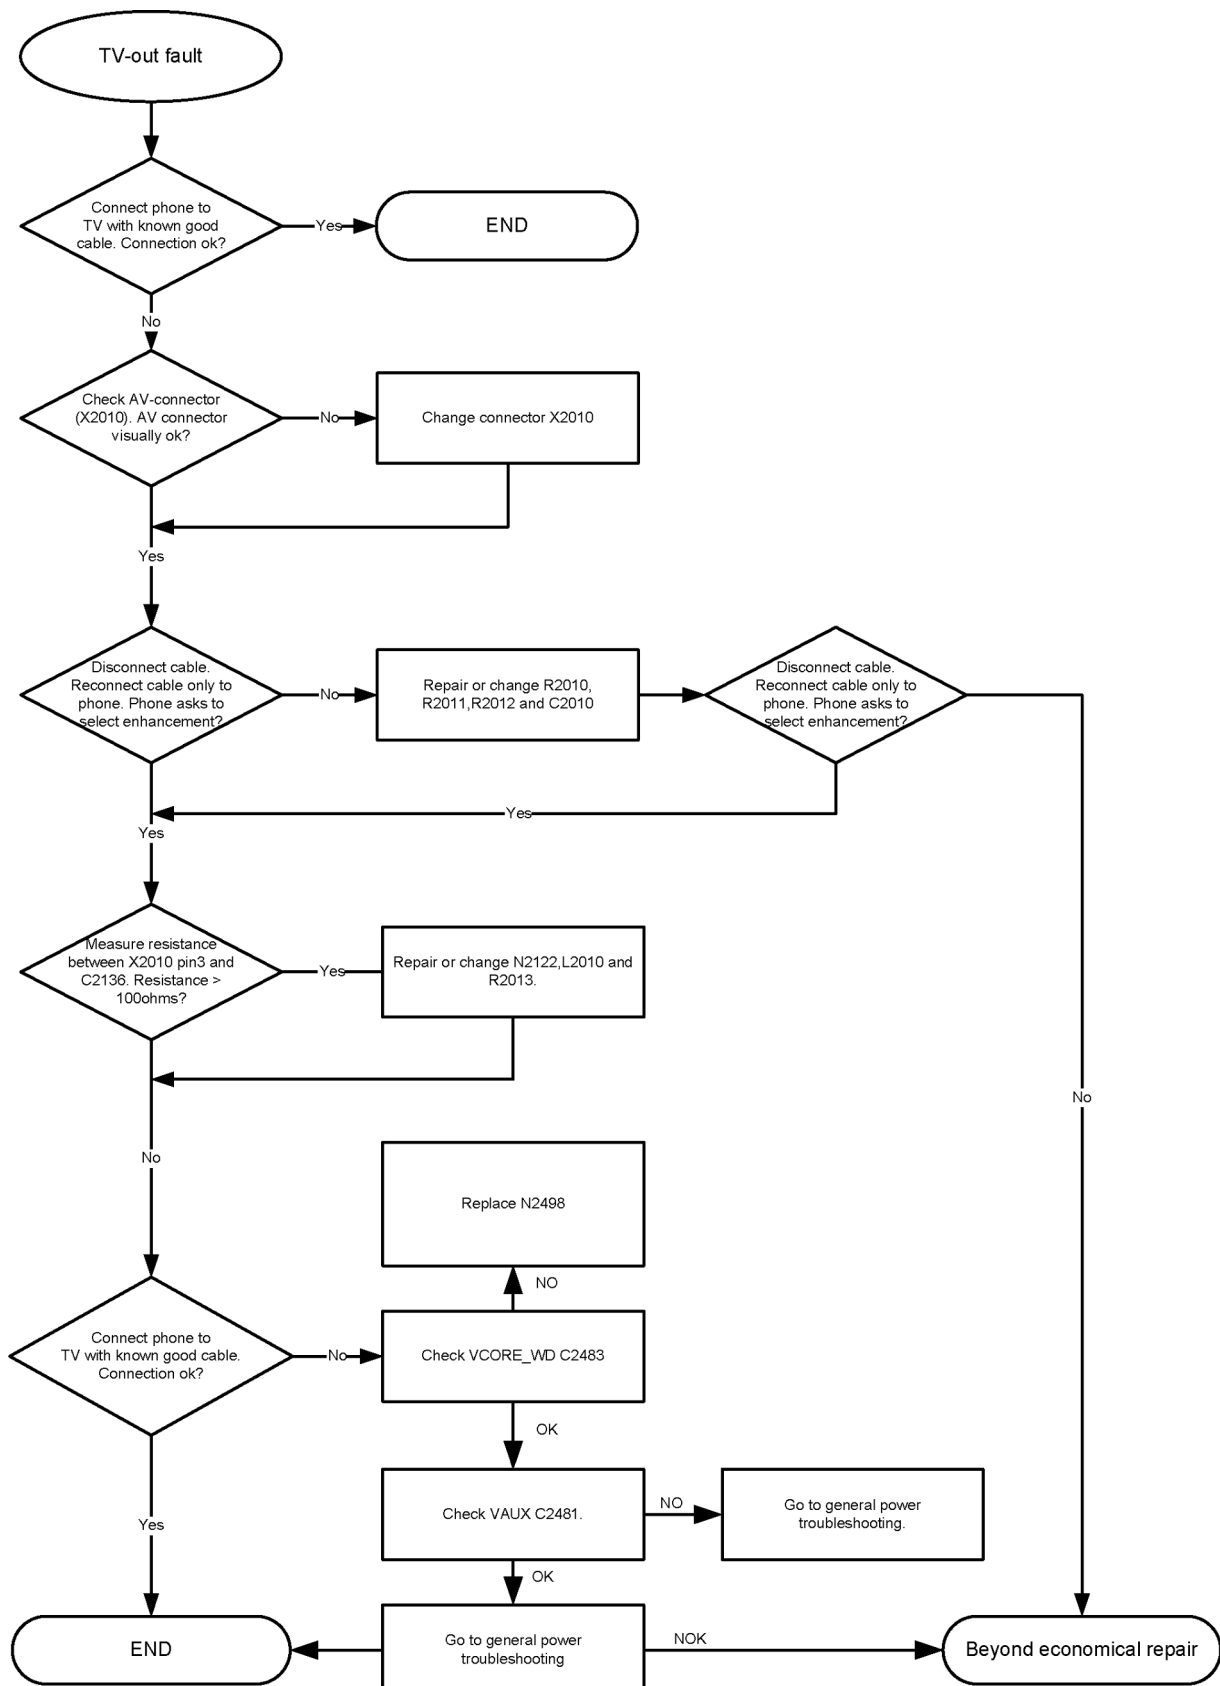 TV-out fault
Connect phone to
TV with known good
cable. Connection ok?
Yes
END
No
Check AV-connector
(X2010). AV connector
visually ok?
No
Change connector X2010
Yes
Disconnect cable.
Reconnect cable only to
phone. Phone asks to
select enhancement?
No
Repair or change R2010,
R2011,R2012 and C2010
Disconnect cable.
Reconnect cable only to
phone. Phone asks to
select enhancement?
Yes
Yes
Measure resistance
between X2010 pin3 and
C2136. Resistance >
100ohms?
Yes
Repair or change N2122,L2010 and
R2013.
No
No
Replace N2498
NO
Connect phone to
TV with known good cable.
Connection ok?
No
Check VCORE_WD C2483
OK
Check VAUX C2481.
NO
Go to general power
troubleshooting.
Yes
OK
END
Go to general power
troubleshooting
NOK
Beyond economical repair